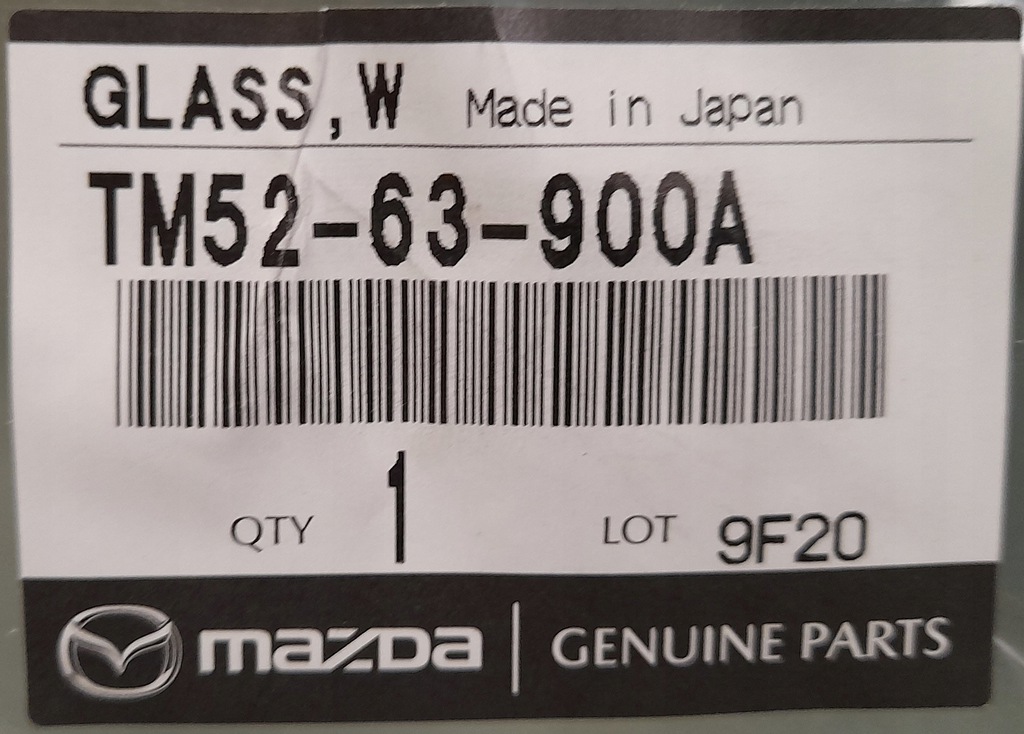 GLASS,W Made in Japan
TM52-63-900A
QTY 1 LOT 9F20
mazda GENUINE PARTS